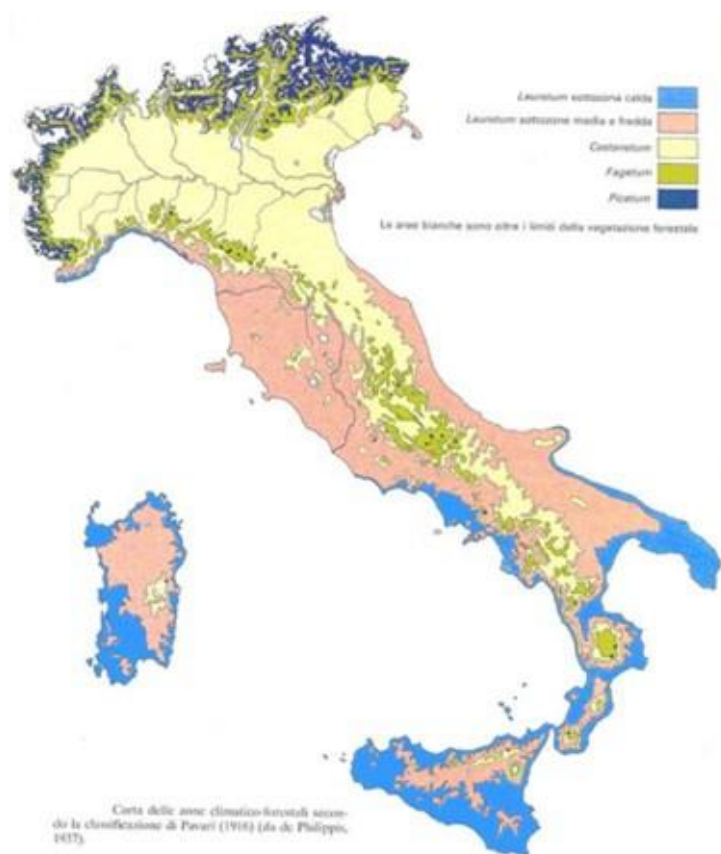 Lauretum sottozona calda
Lauretum sottozone media e fredda
Castanetum
Fagetum
Picetum
Le aree bianche sono oltre i limiti della vegetazione forestale
Carta delle zone climatico-forestali secon-
do la classificazione di Pavari (1916) (da de Philippis,
1937).